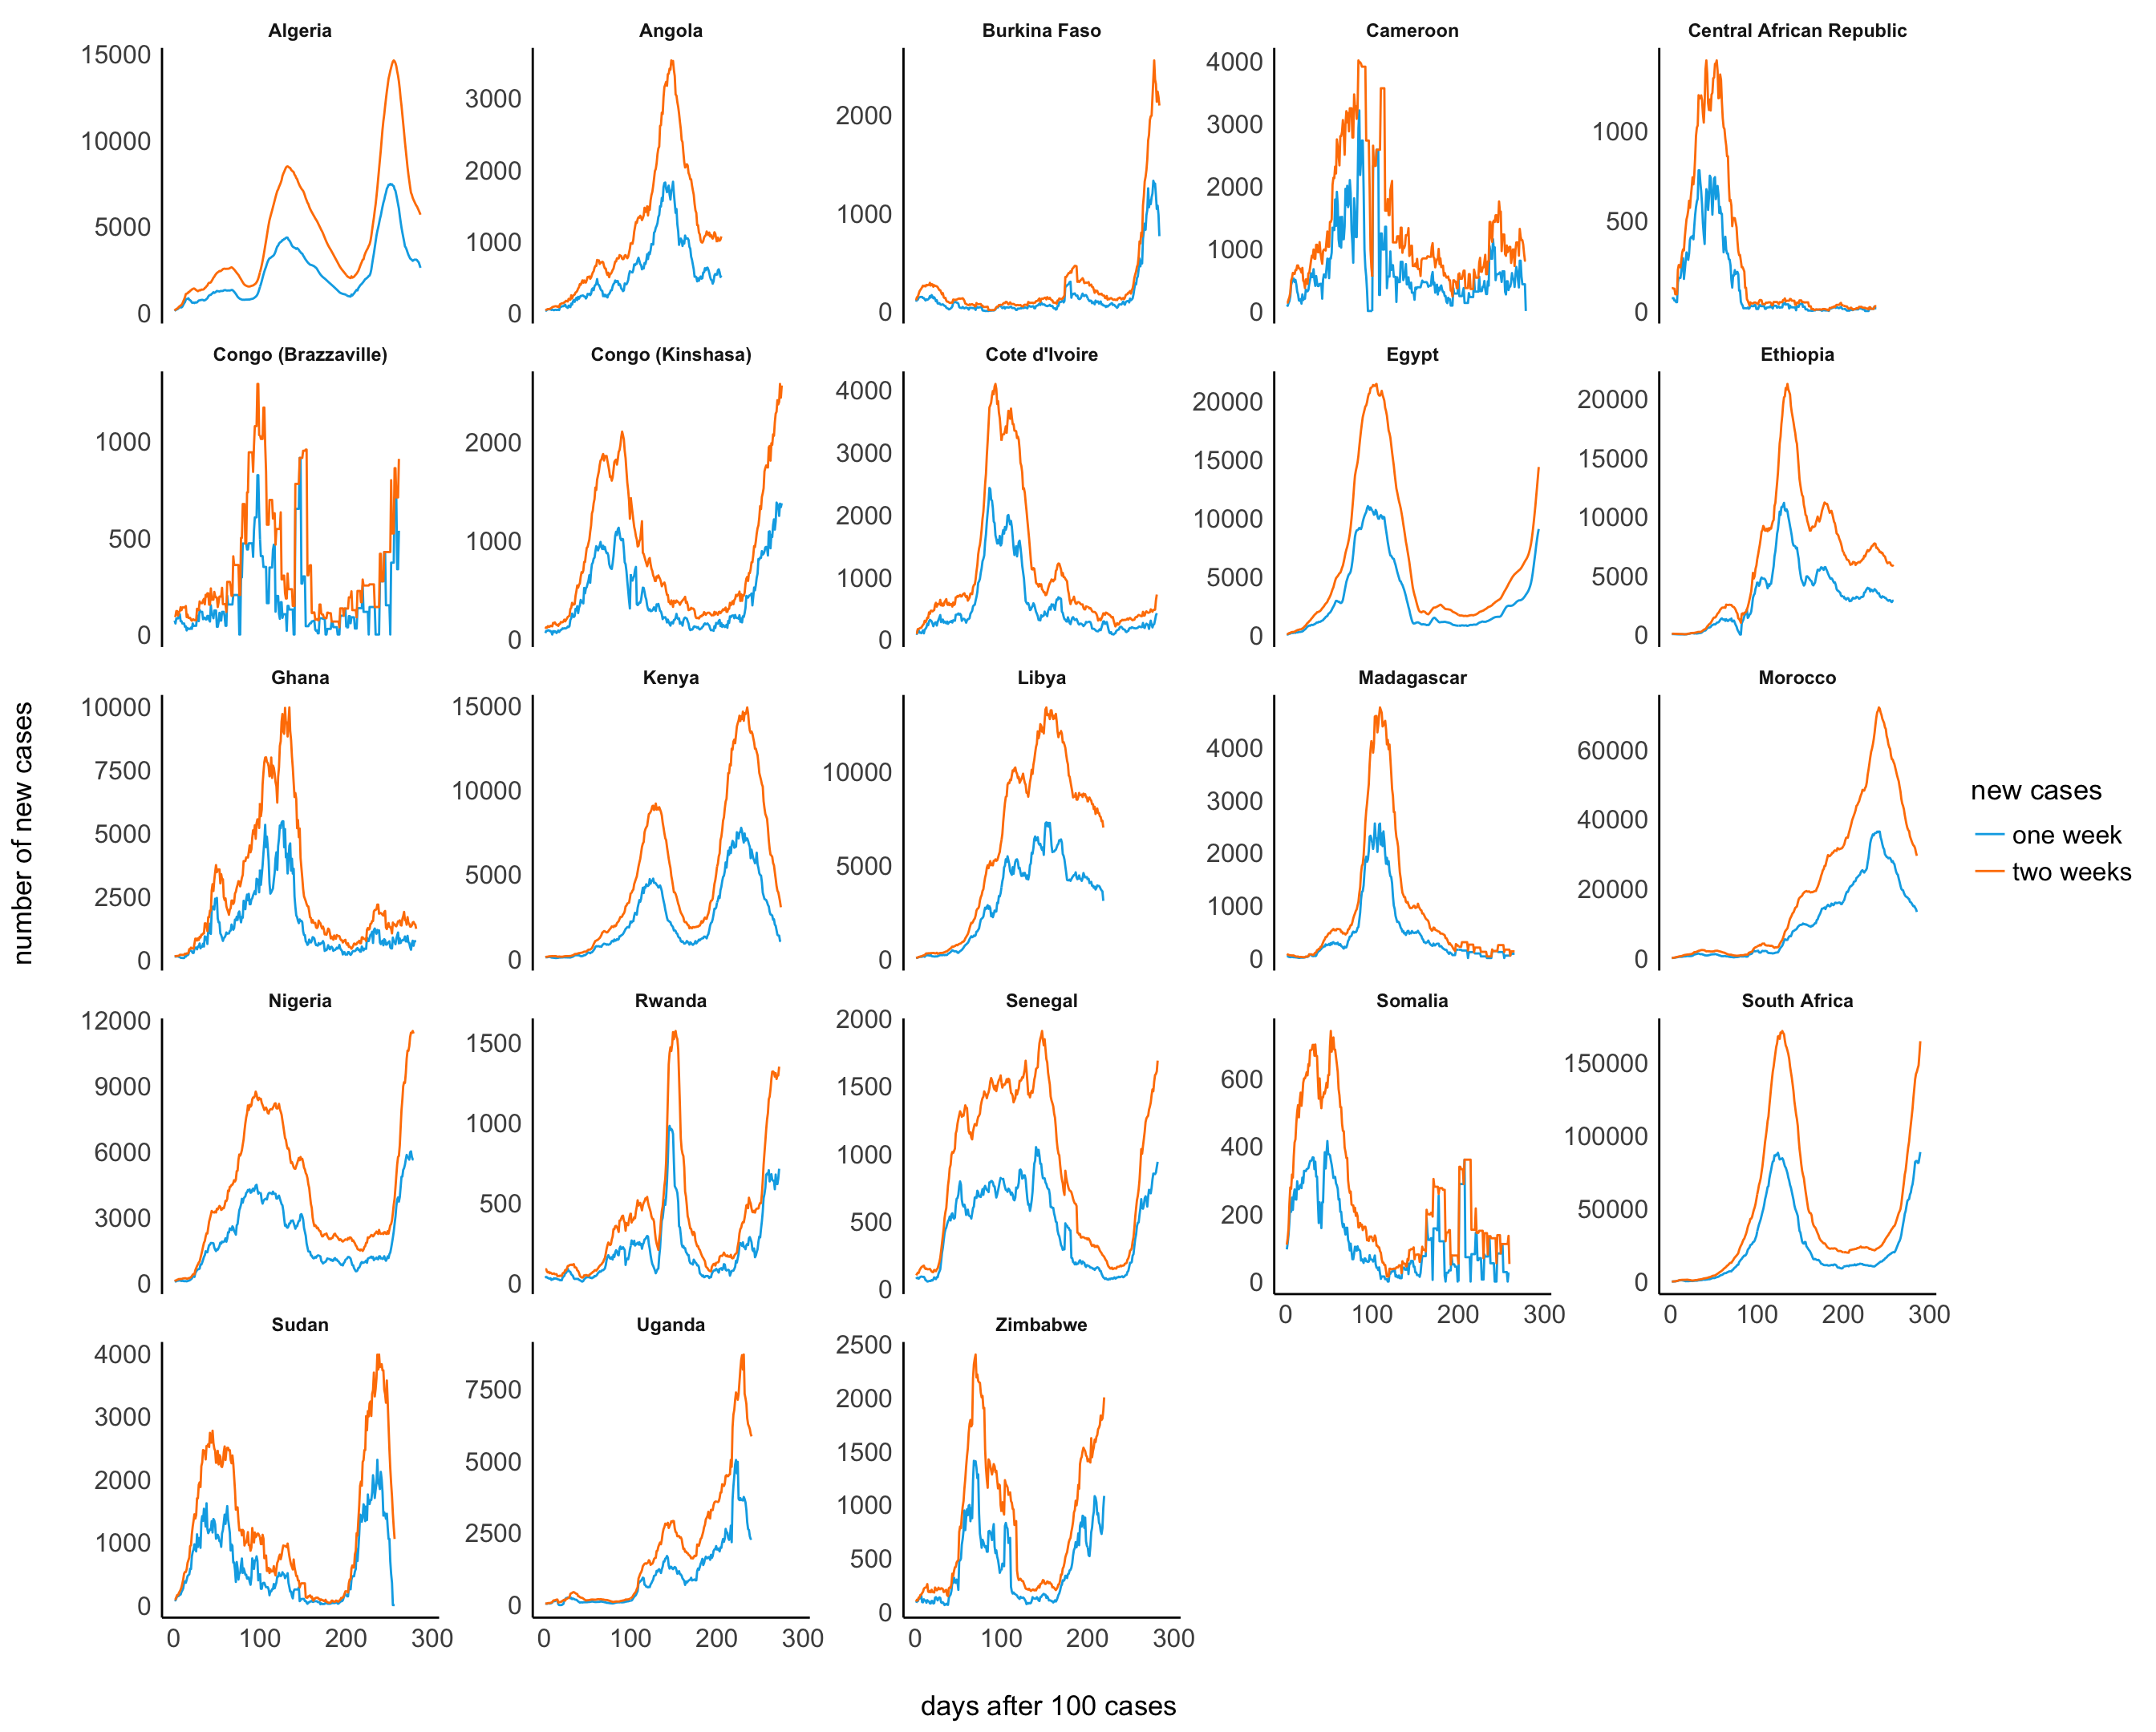 Algeria Angola Burkina Faso Cameroon Central African Republic
15000 10000 5000 0
3000 2000 1000 0
2000 1000 0
4000 3000 2000 1000 0
1000 500 0
Congo (Brazzaville) Congo (Kinshasa) Cote d'Ivoire Egypt Ethiopia
1000 500 0
2000 1000 0
4000 3000 2000 1000 0
20000 15000 10000 5000 0
20000 15000 10000 5000 0
number of new cases
Ghana Kenya Libya Madagascar Morocco
10000 7500 5000 2500 0
15000 10000 5000 0
10000 5000 0
4000 3000 2000 1000 0
60000 40000 20000 0
new cases
one week
two weeks
Nigeria Rwanda Senegal Somalia South Africa
12000 9000 6000 3000 0
1500 1000 500 0
2000 1500 1000 500 0
600 400 200 0
150000 100000 50000 0
0 100 200 300 0 100 200 300
Sudan Uganda Zimbabwe
4000 3000 2000 1000 0
7500 5000 2500 0
2500 2000 1500 1000 500 0
0 100 200 300 0 100 200 300 0 100 200 300
days after 100 cases